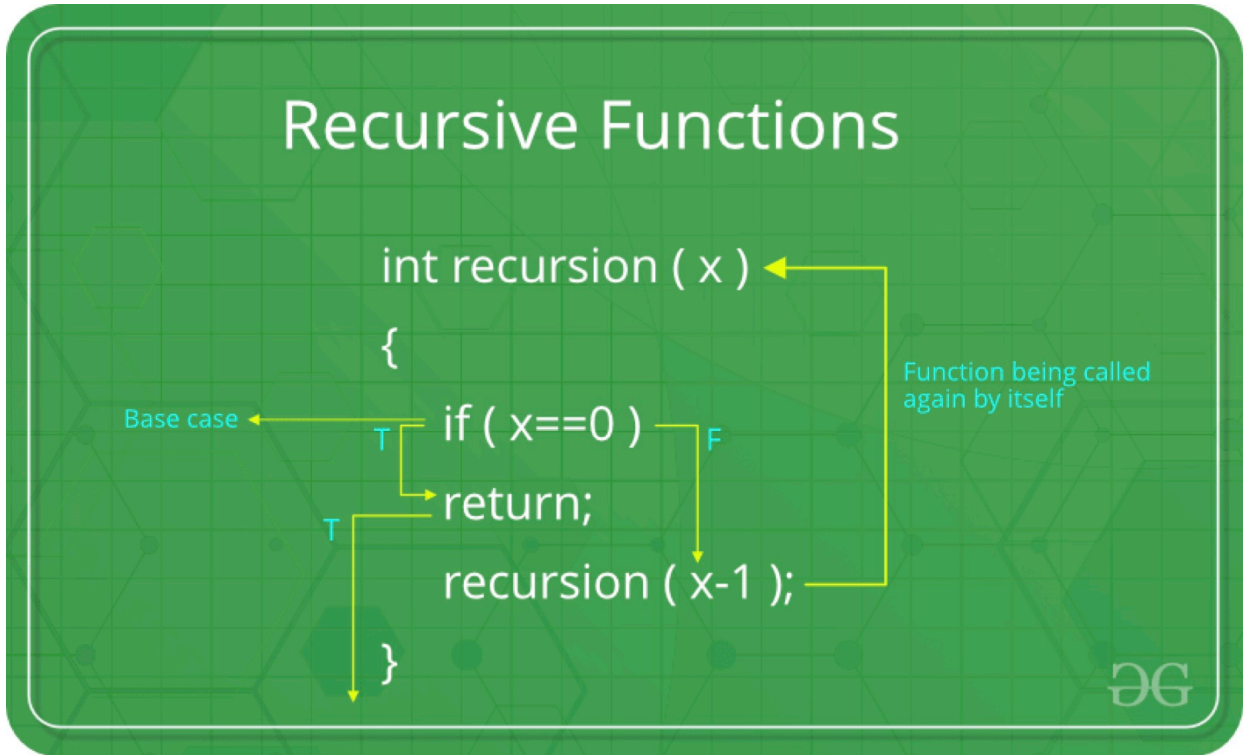 Recursive Functions
int recursion ( x )
{
Function being called
again by itself
Base case
if ( x==0 )
T
F
return;
T
recursion ( x-1 );
}
GG